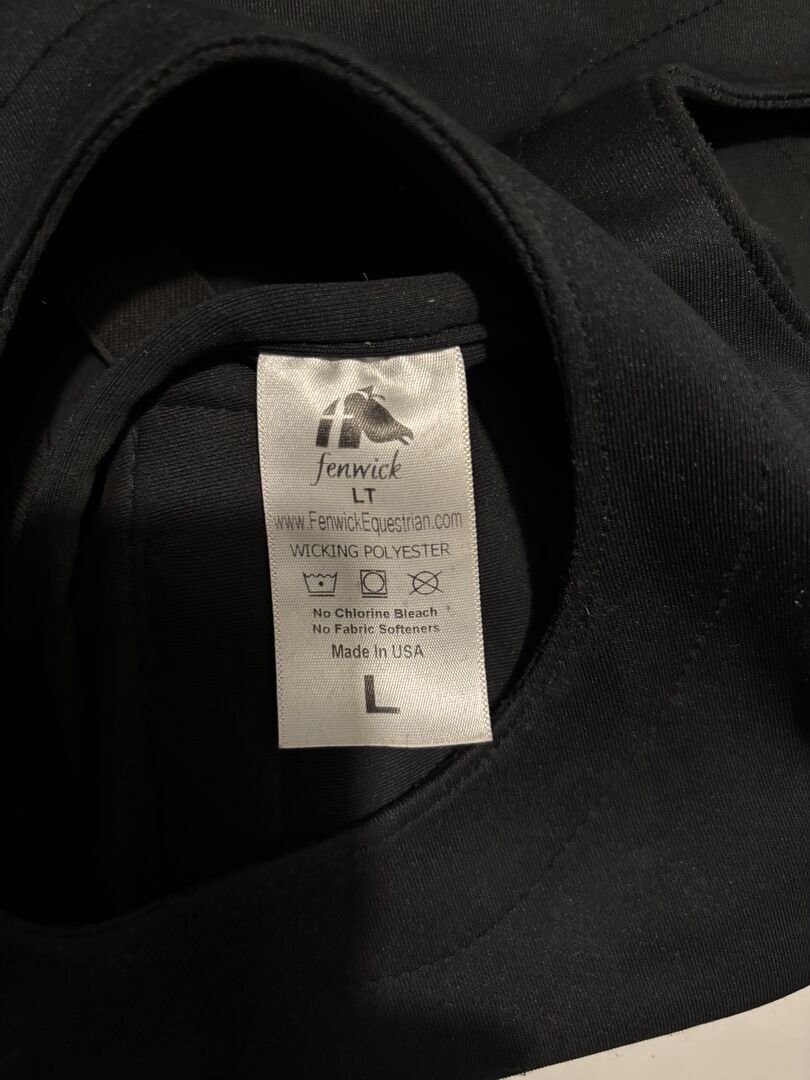 fenwick
LT
www.FenwickEquestrian.com
WICKING POLYESTER
No Chlorine Bleach
No Fabric Softeners
Made In USA
L